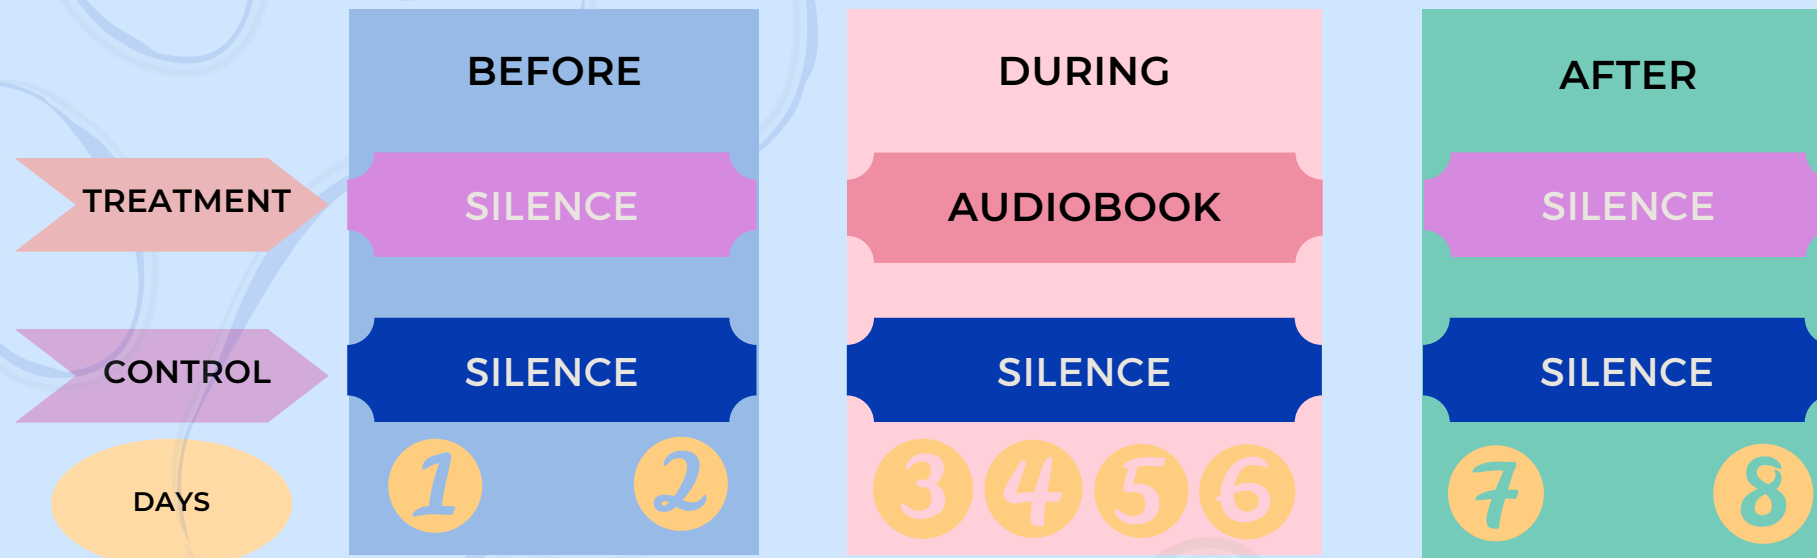 BEFORE DURING AFTER
TREATMENT SILENCE AUDIOBOOK SILENCE
CONTROL SILENCE SILENCE SILENCE
DAYS 1 2 3 4 5 6 7 8